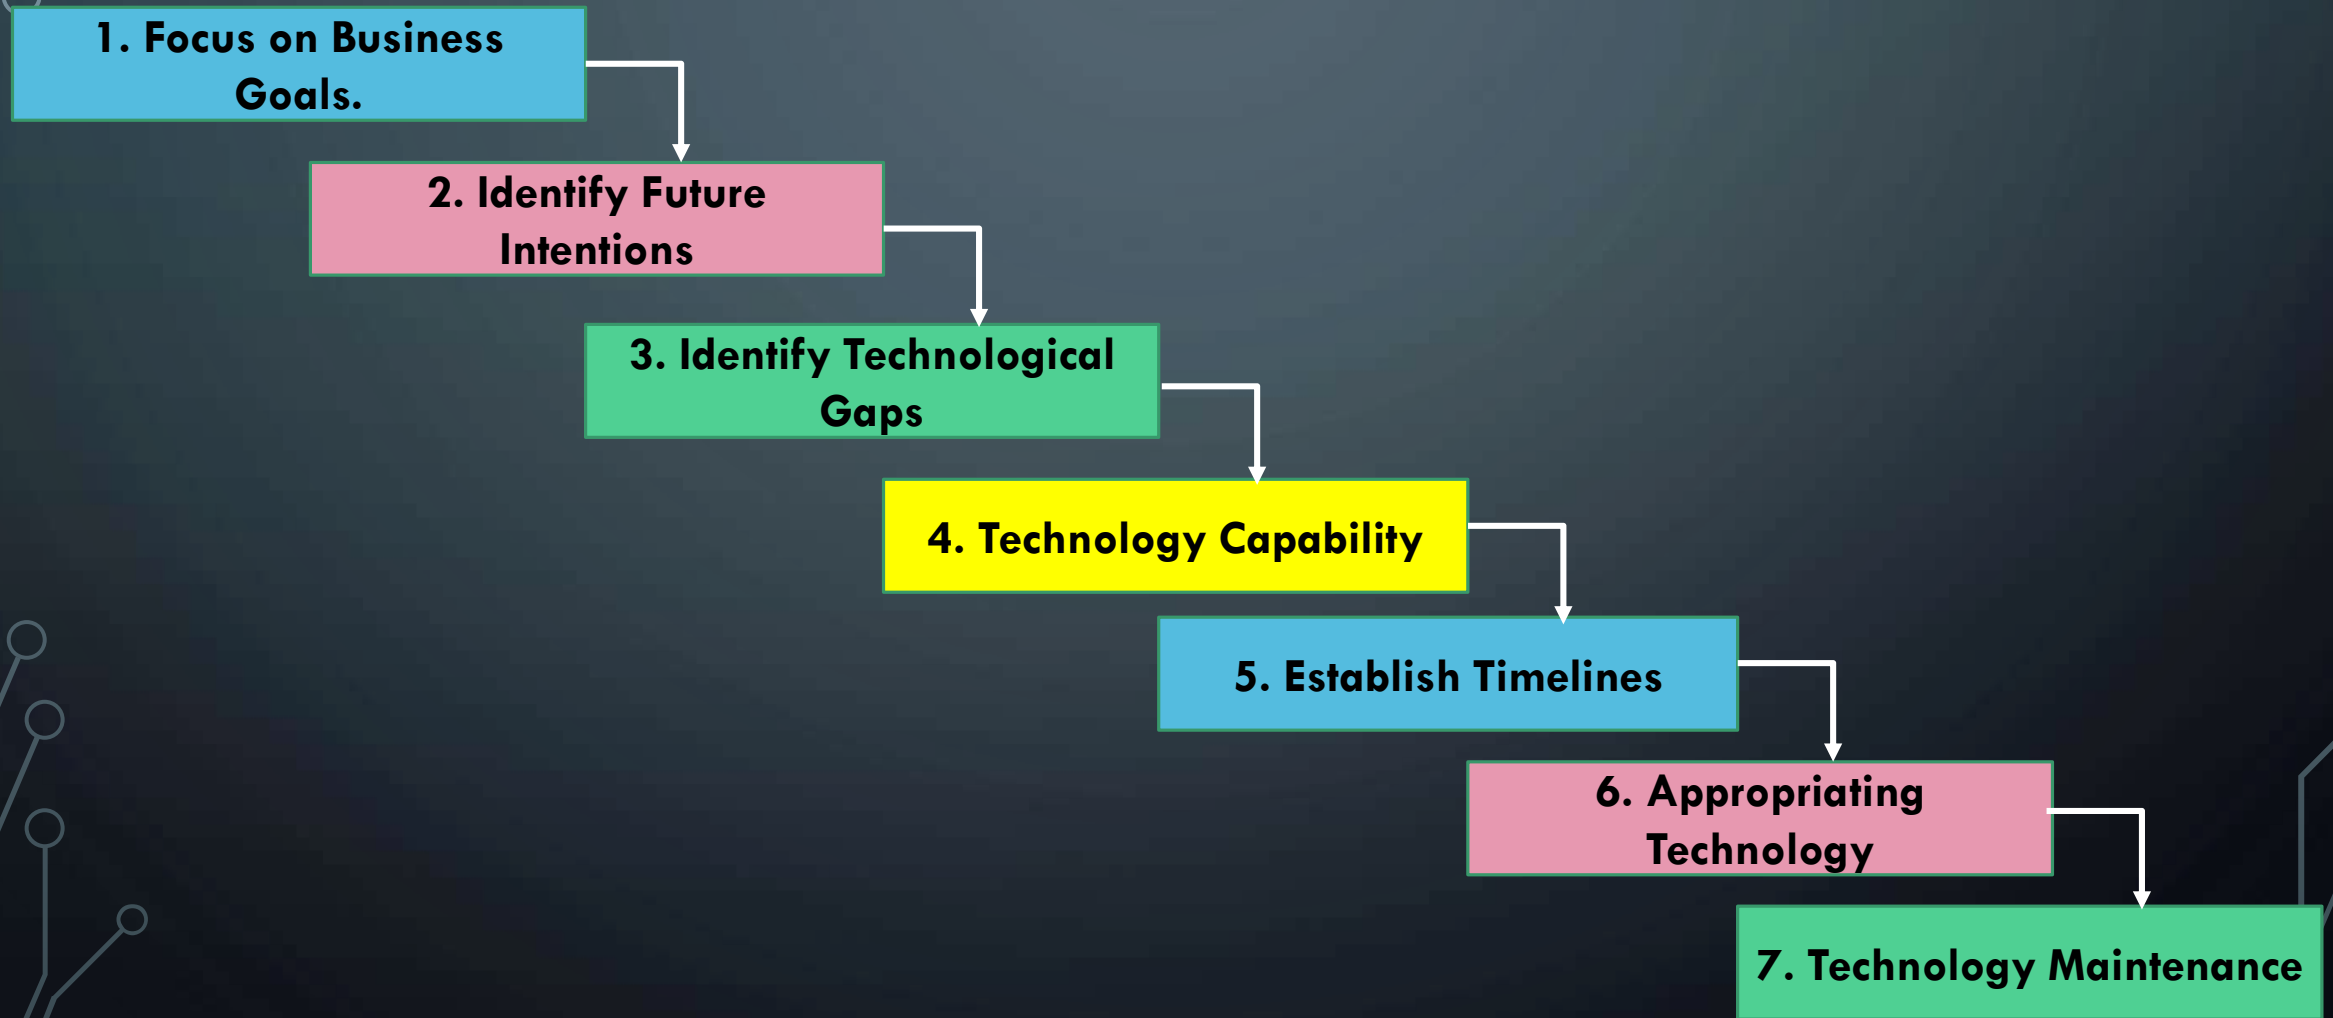 1. Focus on Business
Goals.
2. Identify Future
Intentions
3. Identify Technological
Gaps
4. Technology Capability
5. Establish Timelines
6. Appropriating
Technology
7. Technology Maintenance